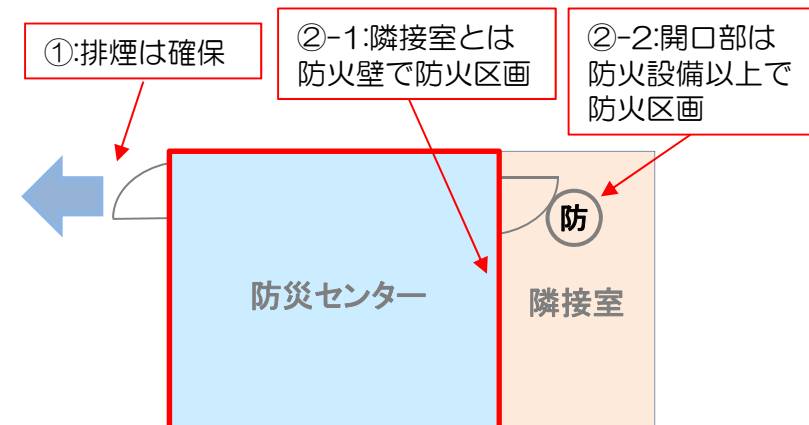 ①:排煙は確保
②-1:隣接室とは
防火壁で防火区画
②-2:開口部は
防火設備以上で
防火区画
防
防災センター
隣接室